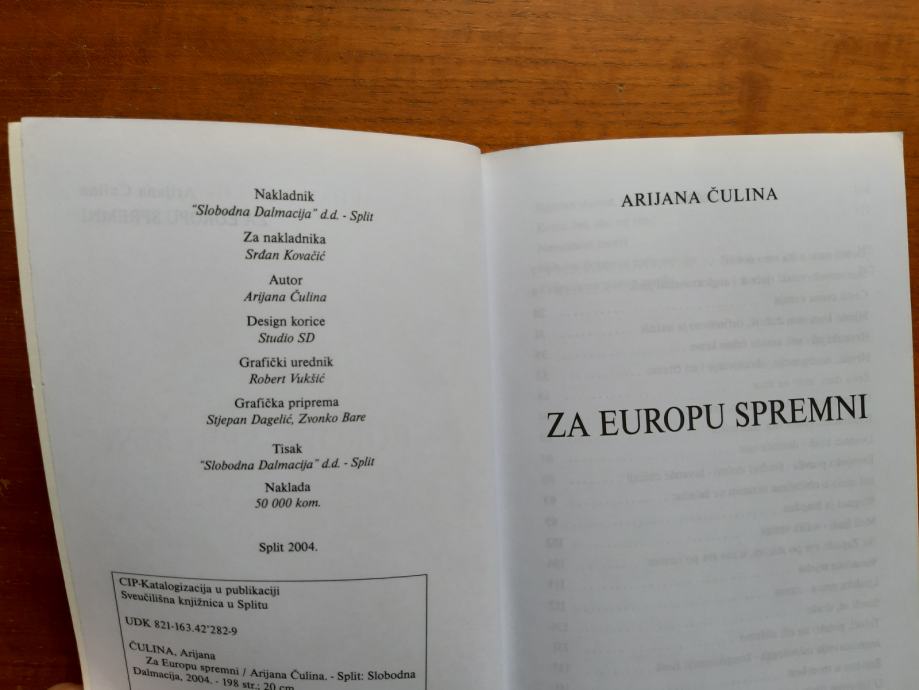 Nakladnik
"Slobodna Dalmacija" d.d. - Split
Za nakladnika
Srđan Kovačić
Autor
Arijana Čulina
Design korice
Studio SD
Grafički urednik
Robert Vukšić
Grafička priprema
Stjepan Dagelić, Zvonko Bare
Tisak
"Slobodna Dalmacija" d.d. - Split
Naklada
50 000 kom.
Split 2004.
CIP-Katalogizacija u publikaciji
Sveučilišna knjižnica u Splitu
UDK 821-163.42'282-9
ČULINA, Arijana
Za Europu spremni / Arijana Čulina. - Split: Slobodna
Dalmacija, 2004. - 198 str.; 20 cm
ARIJANA ČULINA
ZA EUROPU SPREMNI